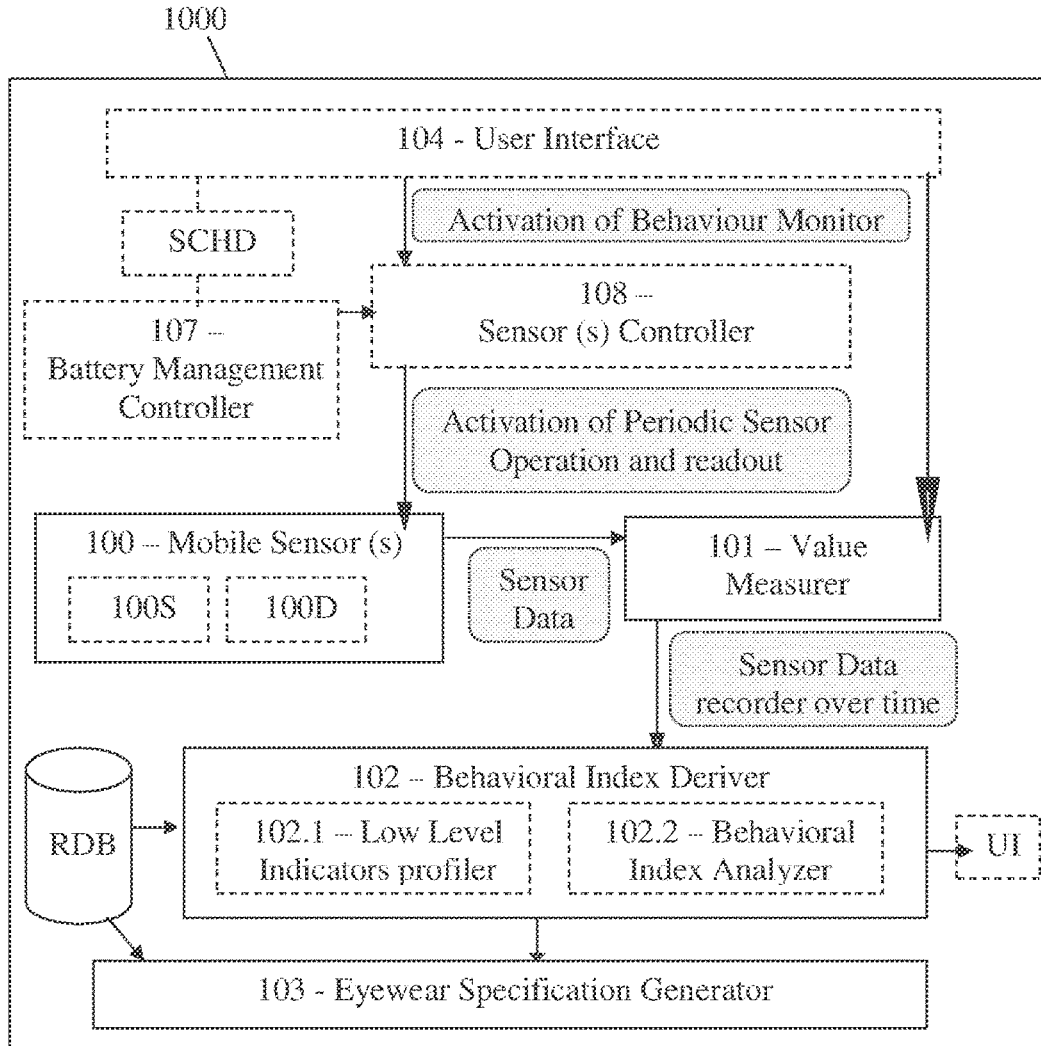 1000
104 - User Interface
Activation of Behaviour Monitor
SCHD
108 –
Sensor (s) Controller
107 –
Battery Management
Controller
Activation of Periodic Sensor
Operation and readout
100 – Mobile Sensor (s)
100S
100D
Sensor
Data
101 – Value
Measurer
Sensor Data
recorder over time
RDB
102 – Behavioral Index Deriver
102.1 – Low Level
Indicators profiler
102.2 – Behavioral
Index Analyzer
UI
103 - Eyewear Specification Generator